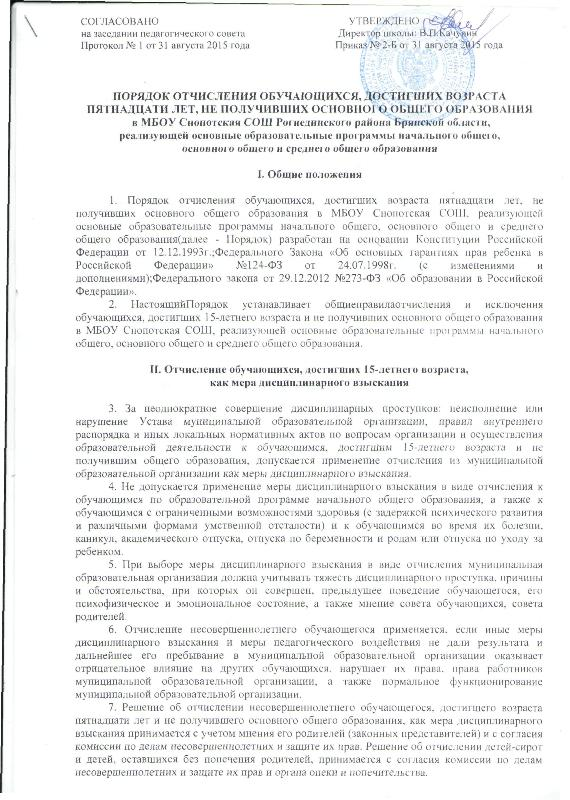 СОГЛАСОВАНО
на заседании педагогического совета
Протокол № 1 от 31 августа 2015 года
УТВЕРЖДЕНО
Директор школы: В.П.Качурин
Приказ № 2-Б от 31 августа 2015 года
ПОРЯДОК ОТЧИСЛЕНИЯ ОБУЧАЮЩИХСЯ, ДОСТИГШИХ ВОЗРАСТА
ПЯТНАДЦАТИ ЛЕТ, НЕ ПОЛУЧИВШИХ ОСНОВНОГО ОБЩЕГО ОБРАЗОВАНИЯ
в МБОУ Снопотская СОШ Рогнединского района Брянской области,
реализующей основные образовательные программы начального общего,
основного общего и среднего общего образования
I. Общие положения
1. Порядок отчисления обучающихся, достигших возраста пятнадцати лет, не
получивших основного общего образования в МБОУ Снопотская СОШ, реализующей
основные образовательные программы начального общего, основного общего и среднего
общего образования(далее - Порядок) разработан на основании Конституции Российской
Федерации от 12.12.1993г.;Федерального Закона «Об основных гарантиях прав ребенка в
Российской Федерации» №124-ФЗ от 24.07.1998г. (с изменениями и
дополнениями);Федерального закона от 29.12.2012 №273-ФЗ «Об образовании в Российской
Федерации».
2. НастоящийПорядок устанавливает общиеправилаотчисления и исключения
обучающихся, достигших 15-летнего возраста и не получивших основного общего образования
в МБОУ Снопотская СОШ, реализующей основные образовательные программы начального
общего, основного общего и среднего общего образования.
II. Отчисление обучающихся, достигших 15-летнего возраста,
как мера дисциплинарного взыскания
3. За неоднократное совершение дисциплинарных проступков: неисполнение или
нарушение Устава муниципальной образовательной организации, правил внутреннего
распорядка и иных локальных нормативных актов по вопросам организации и осуществления
образовательной деятельности к обучающимся, достигшим 15-летнего возраста и не
получившим общего образования, допускается применение отчисления из муниципальной
образовательной организации как меры дисциплинарного взыскания.
4. Не допускается применение меры дисциплинарного взыскания в виде отчисления к
обучающимся по образовательной программе начального общего образования, а также к
обучающимся с ограниченными возможностями здоровья (с задержкой психического развития
и различными формами умственной отсталости) и к обучающимся во время их болезни,
каникул, академического отпуска, отпуска по беременности и родам или отпуска по уходу за
ребенком.
5. При выборе меры дисциплинарного взыскания в виде отчисления муниципальная
образовательная организация должна учитывать тяжесть дисциплинарного проступка, причины
и обстоятельства, при которых он совершен, предыдущее поведение обучающегося, его
психофизическое и эмоциональное состояние, а также мнение совета обучающихся, совета
родителей.
6. Отчисление несовершеннолетнего обучающегося применяется, если иные меры
дисциплинарного взыскания и меры педагогического воздействия не дали результата и
дальнейшее его пребывание в муниципальной образовательной организации оказывает
отрицательное влияние на других обучающихся, нарушает их права, права работников
муниципальной образовательной организации, а также нормальное функционирование
муниципальной образовательной организации.
7. Решение об отчислении несовершеннолетнего обучающегося, достигшего возраста
пятнадцати лет и не получившего основного общего образования, как мера дисциплинарного
взыскания принимается с учетом мнения его родителей (законных представителей) и с согласия
комиссии по делам несовершеннолетних и защите их прав. Решение об отчислении детей-сирот
и детей, оставшихся без попечения родителей, принимается с согласия комиссии по делам
несовершеннолетних и защите их прав и органа опеки и попечительства.